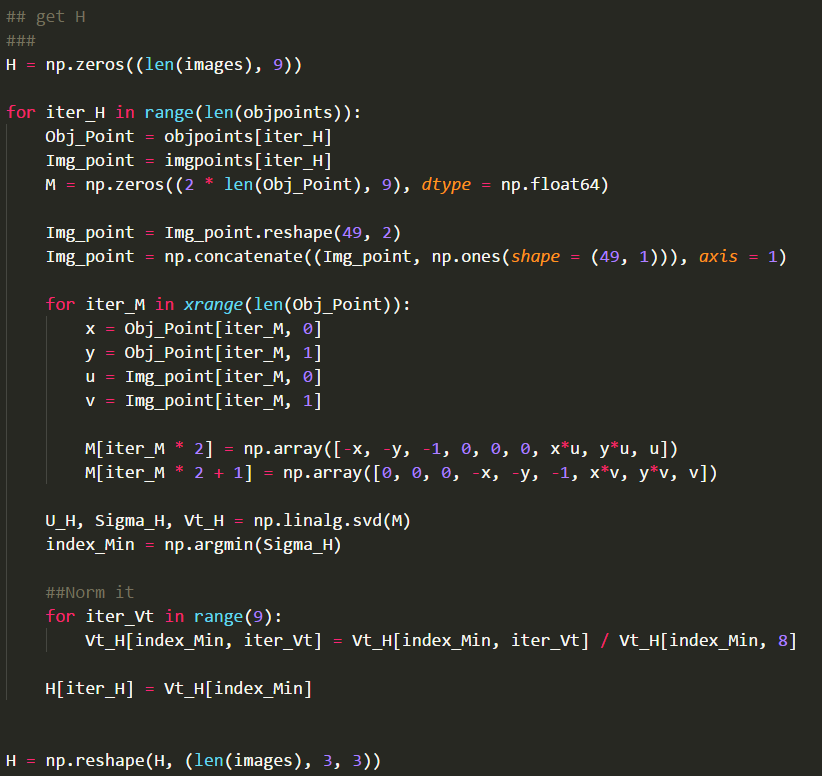 ## get H
###
H = np.zeros((len(images), 9))

for iter_H in range(len(objpoints)):
    Obj_Point = objpoints[iter_H]
    Img_point = imgpoints[iter_H]
    M = np.zeros((2 * len(Obj_Point), 9), dtype = np.float64)

    Img_point = Img_point.reshape(49, 2)
    Img_point = np.concatenate((Img_point, np.ones(shape = (49, 1))), axis = 1)

    for iter_M in xrange(len(Obj_Point)):
        x = Obj_Point[iter_M, 0]
        y = Obj_Point[iter_M, 1]
        u = Img_point[iter_M, 0]
        v = Img_point[iter_M, 1]

        M[iter_M * 2] = np.array([-x, -y, -1, 0, 0, 0, x*u, y*u, u])
        M[iter_M * 2 + 1] = np.array([0, 0, 0, -x, -y, -1, x*v, y*v, v])

    U_H, Sigma_H, Vt_H = np.linalg.svd(M)
    index_Min = np.argmin(Sigma_H)

    ##Norm it
    for iter_Vt in range(9):
        Vt_H[index_Min, iter_Vt] = Vt_H[index_Min, iter_Vt] / Vt_H[index_Min, 8]

    H[iter_H] = Vt_H[index_Min]


H = np.reshape(H, (len(images), 3, 3))